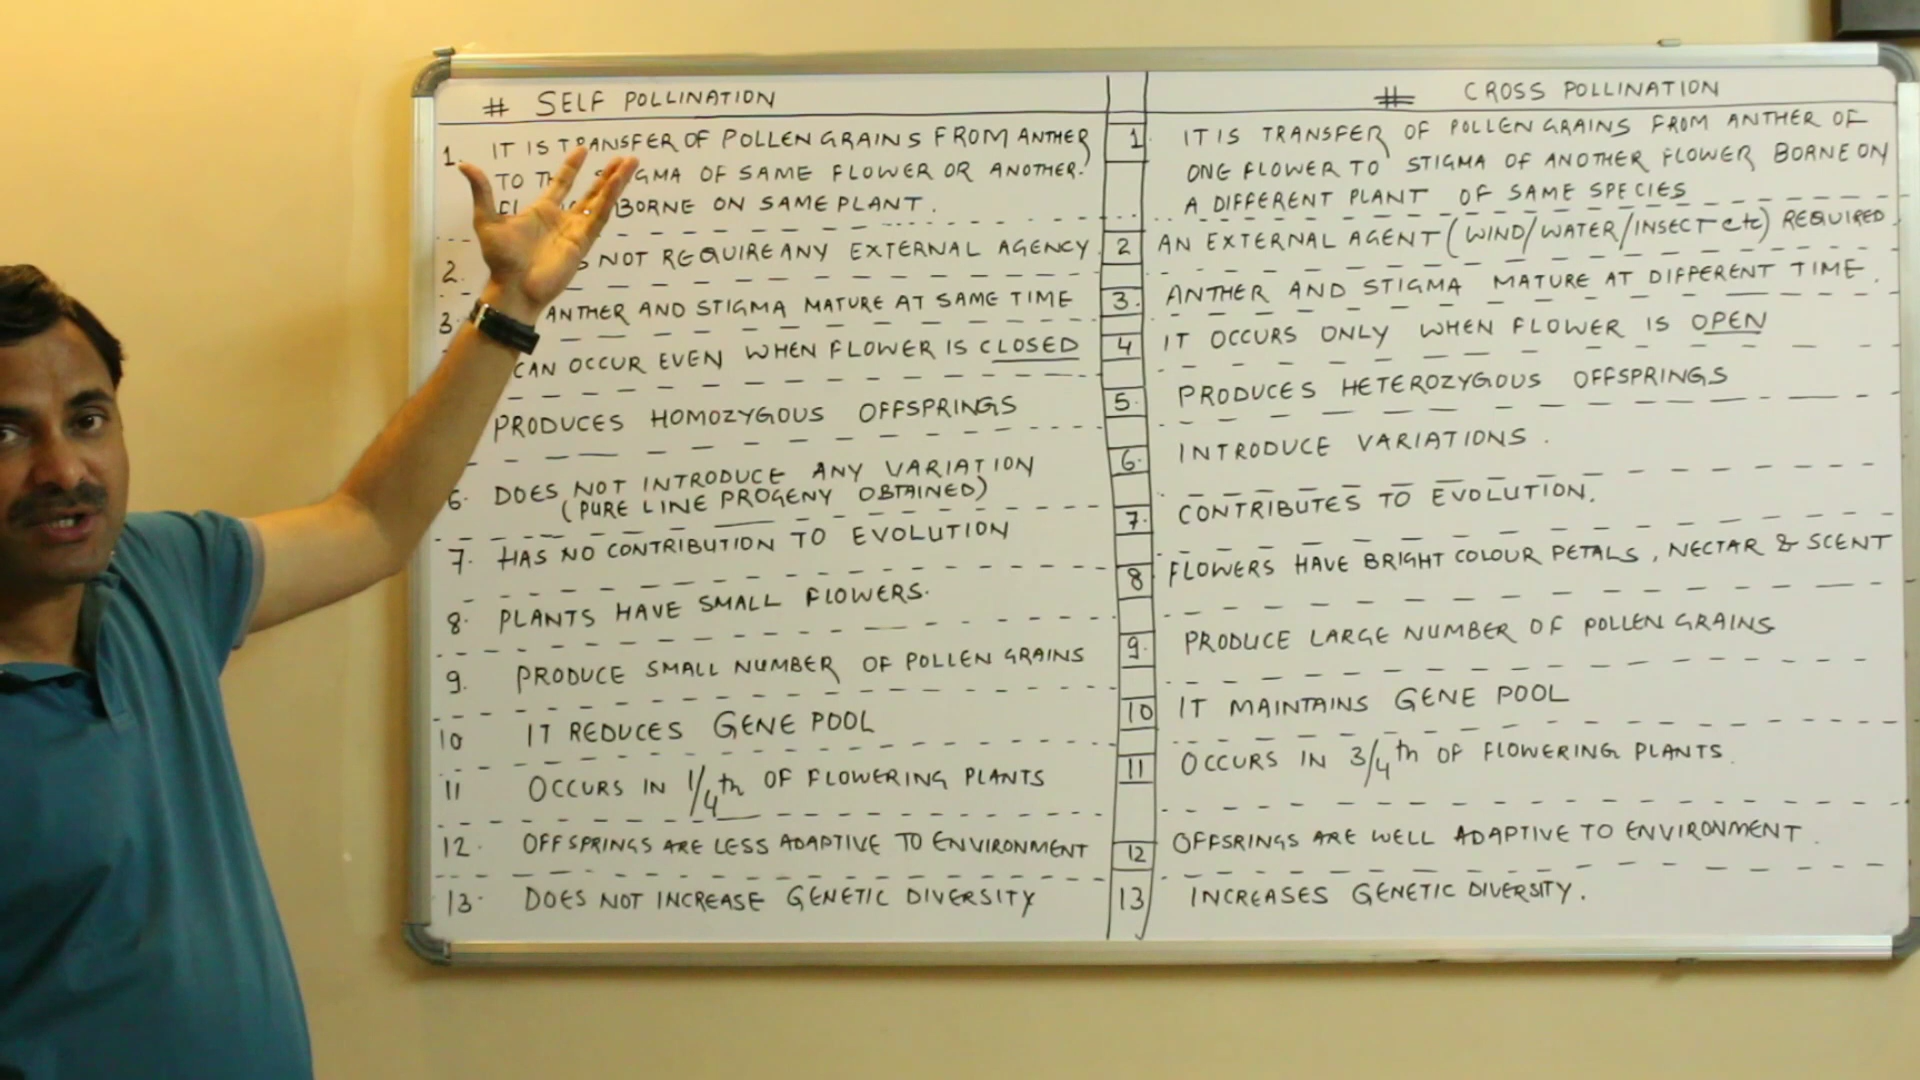 # SELF POLLINATION
1. IT IS TRANSFER OF POLLEN GRAINS FROM ANTHER
TO OF SAME FLOWER OR ANOTHER
BORNE ON SAME PLANT.
2. NOT REQUIRE ANY EXTERNAL AGENCY
3. ANTHER AND STIGMA MATURE AT SAME TIME
CAN OCCUR EVEN WHEN FLOWER IS CLOSED
PRODUCES HOMOZYGOUS OFFSPRINGS
6. DOES NOT INTRODUCE ANY VARIATION
(PURE LINE PROGENY OBTAINED)
7. HAS NO CONTRIBUTION TO EVOLUTION
8. PLANTS HAVE SMALL FLOWERS.
9. PRODUCE SMALL NUMBER OF POLLEN GRAINS
10 IT REDUCES GENE POOL
11 OCCURS IN 1/4th OF FLOWERING PLANTS
12. OFFSPRINGS ARE LESS ADAPTIVE TO ENVIRONMENT
13. DOES NOT INCREASE GENETIC DIVERSITY
# CROSS POLLINATION
1. IT IS TRANSFER OF POLLEN GRAINS FROM ANTHER OF
ONE FLOWER TO STIGMA OF ANOTHER FLOWER BORNE ON
A DIFFERENT PLANT OF SAME SPECIES
2 AN EXTERNAL AGENT (WIND/WATER/INSECT etc) REQUIRED
3. ANTHER AND STIGMA MATURE AT DIFFERENT TIME.
4 IT OCCURS ONLY WHEN FLOWER IS OPEN
5. PRODUCES HETEROZYGOUS OFFSPRINGS
6. INTRODUCE VARIATIONS.
7. CONTRIBUTES TO EVOLUTION.
8 FLOWERS HAVE BRIGHT COLOUR PETALS, NECTAR & SCENT
9. PRODUCE LARGE NUMBER OF POLLEN GRAINS
10 IT MAINTAINS GENE POOL
11 OCCURS IN 3/4th OF FLOWERING PLANTS.
12 OFFSRINGS ARE WELL ADAPTIVE TO ENVIRONMENT.
13 INCREASES GENETIC DIVERSITY.